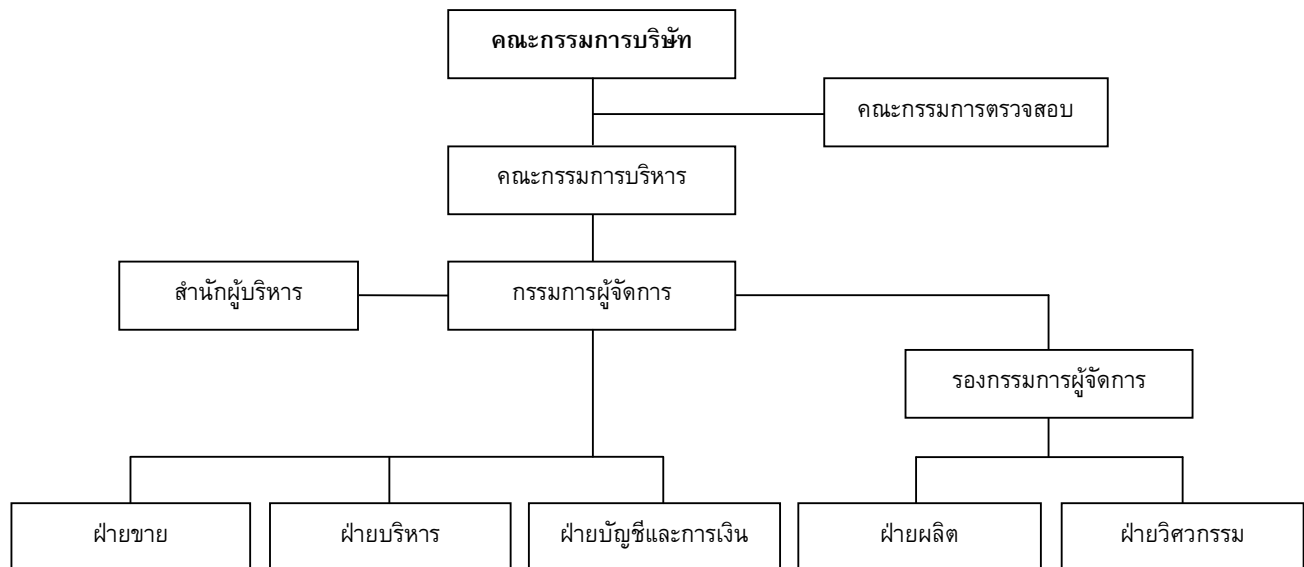 คณะกรรมการบริษัท
คณะกรรมการตรวจสอบ
คณะกรรมการบริหาร
สำนักผู้บริหาร
กรรมการผู้จัดการ
รองกรรมการผู้จัดการ
ฝ่ายขาย
ฝ่ายบริหาร
ฝ่ายบัญชีและการเงิน
ฝ่ายผลิต
ฝ่ายวิศวกรรม